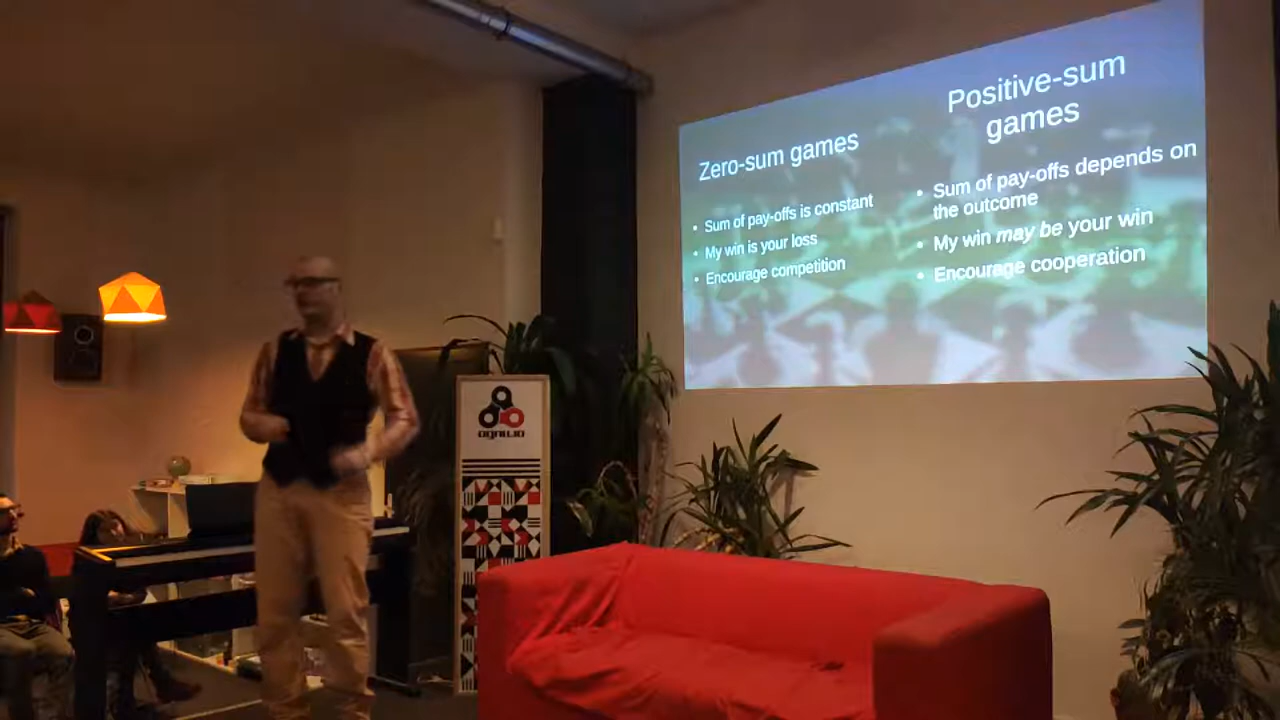 Zero-sum games
• Sum of pay-offs is constant
• My win is your loss
• Encourage competition
Positive-sum
games
• Sum of pay-offs depends on
the outcome
• My win may be your win
• Encourage cooperation
ogniwo